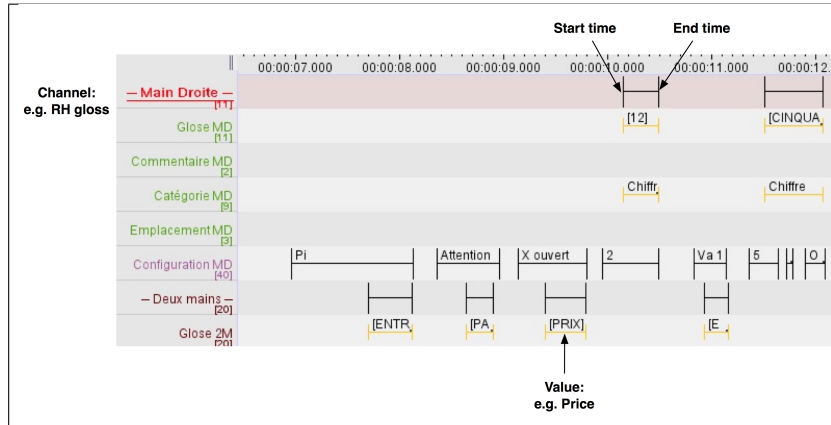 Start time
End time
00:00:07.000 00:00:08.000 00:00:09.000 00:00:10.000 00:00:11.000 00:00:12.
Channel:
e.g. RH gloss
— Main Droite —
[11]
Glose MD
[11]
[12]
[CINQUA
Commentaire MD
[2]
Catégorie MD
[9]
Chiffr
Chiffre
Emplacement MD
[3]
Configuration MD
[40]
Pi
Attention
X ouvert
2
Va 1
5
O
— Deux mains —
[20]
Glose 2M
[20]
[ENTR
[PA
[PRIX]
[E
Value:
e.g. Price